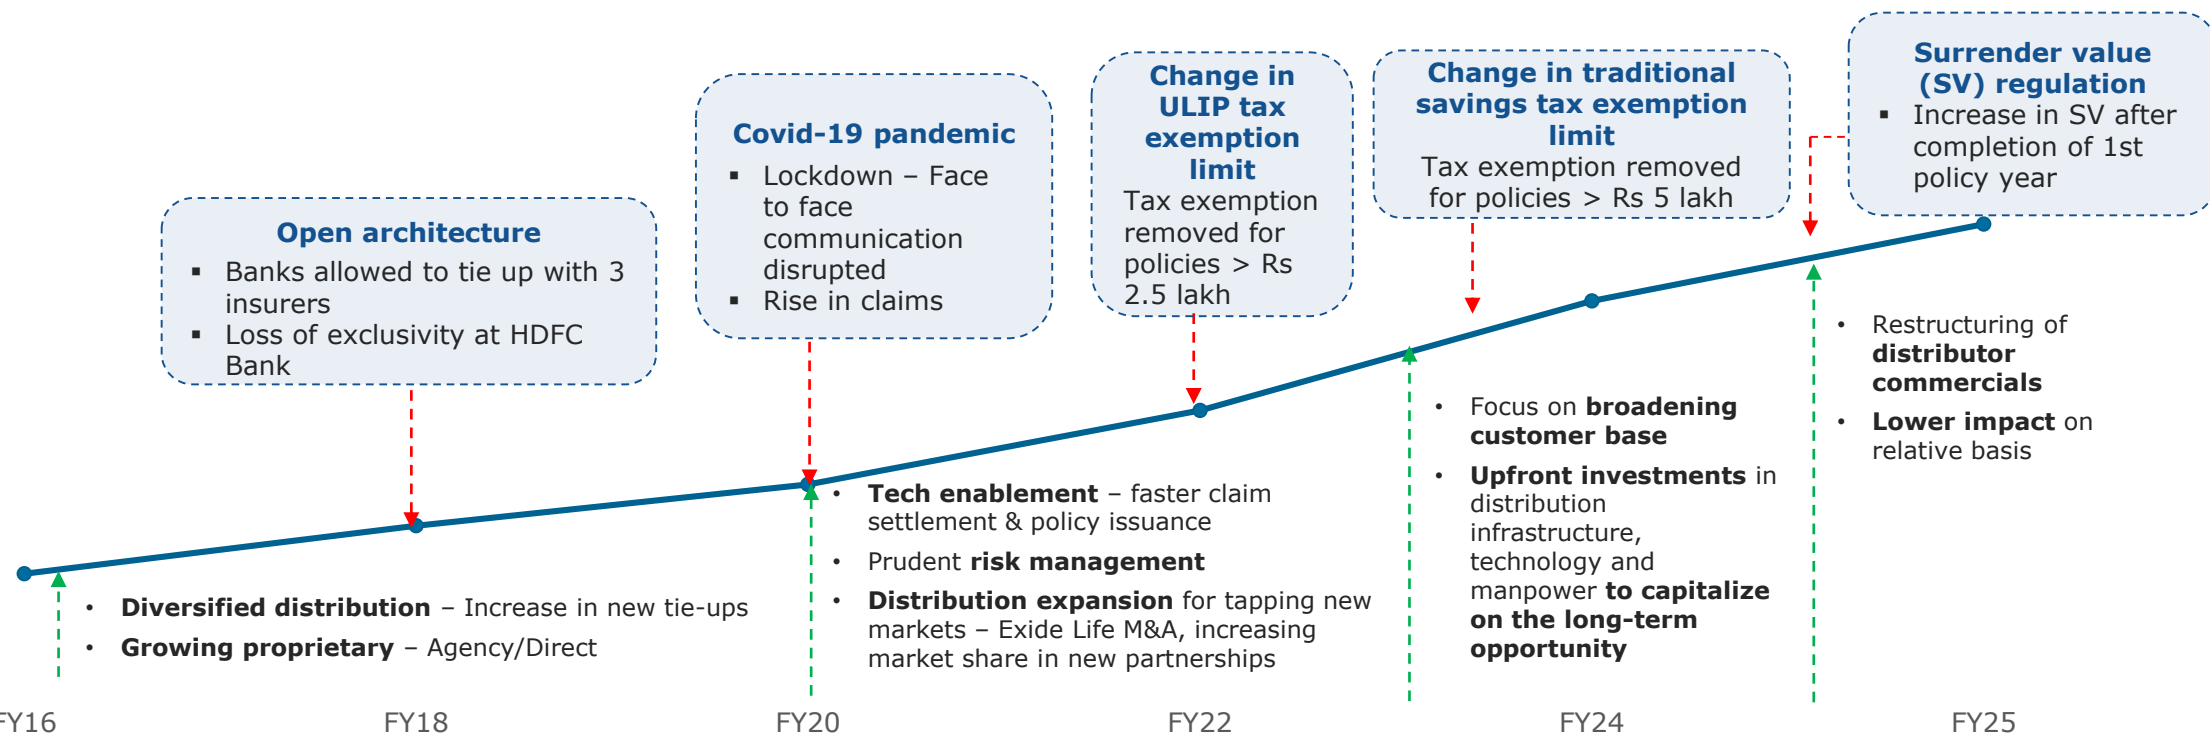 Open architecture
▪ Banks allowed to tie up with 3
insurers
▪ Loss of exclusivity at HDFC
Bank
Covid-19 pandemic
▪ Lockdown – Face
to face
communication
disrupted
▪ Rise in claims
Change in
ULIP tax
exemption
limit
Tax exemption
removed for
policies > Rs
2.5 lakh
Change in traditional
savings tax exemption
limit
Tax exemption removed
for policies > Rs 5 lakh
Surrender value
(SV) regulation
▪ Increase in SV after
completion of 1st
policy year
• Diversified distribution – Increase in new tie-ups
• Growing proprietary – Agency/Direct
• Tech enablement – faster claim
settlement & policy issuance
• Prudent risk management
• Distribution expansion for tapping new
markets – Exide Life M&A, increasing
market share in new partnerships
• Focus on broadening
customer base
• Upfront investments in
distribution
infrastructure,
technology and
manpower to capitalize
on the long-term
opportunity
• Restructuring of
distributor
commercials
• Lower impact on
relative basis
FY16
FY18
FY20
FY22
FY24
FY25